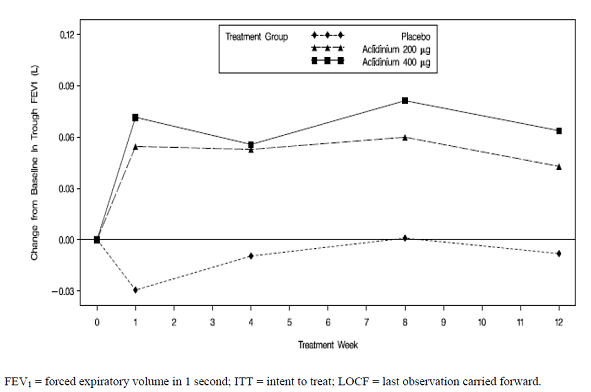 0.12
0.09
0.06
0.03
0.00
−0.03
Change from Baseline in Trough FEV1 (L)
Treatment Group
Placebo
Aclidinium 200 µg
Aclidinium 400 µg
0 1 2 3 4 5 6 7 8 9 10 11 12
Treatment Week
FEV₁ = forced expiratory volume in 1 second; ITT = intent to treat; LOCF = last observation carried forward.